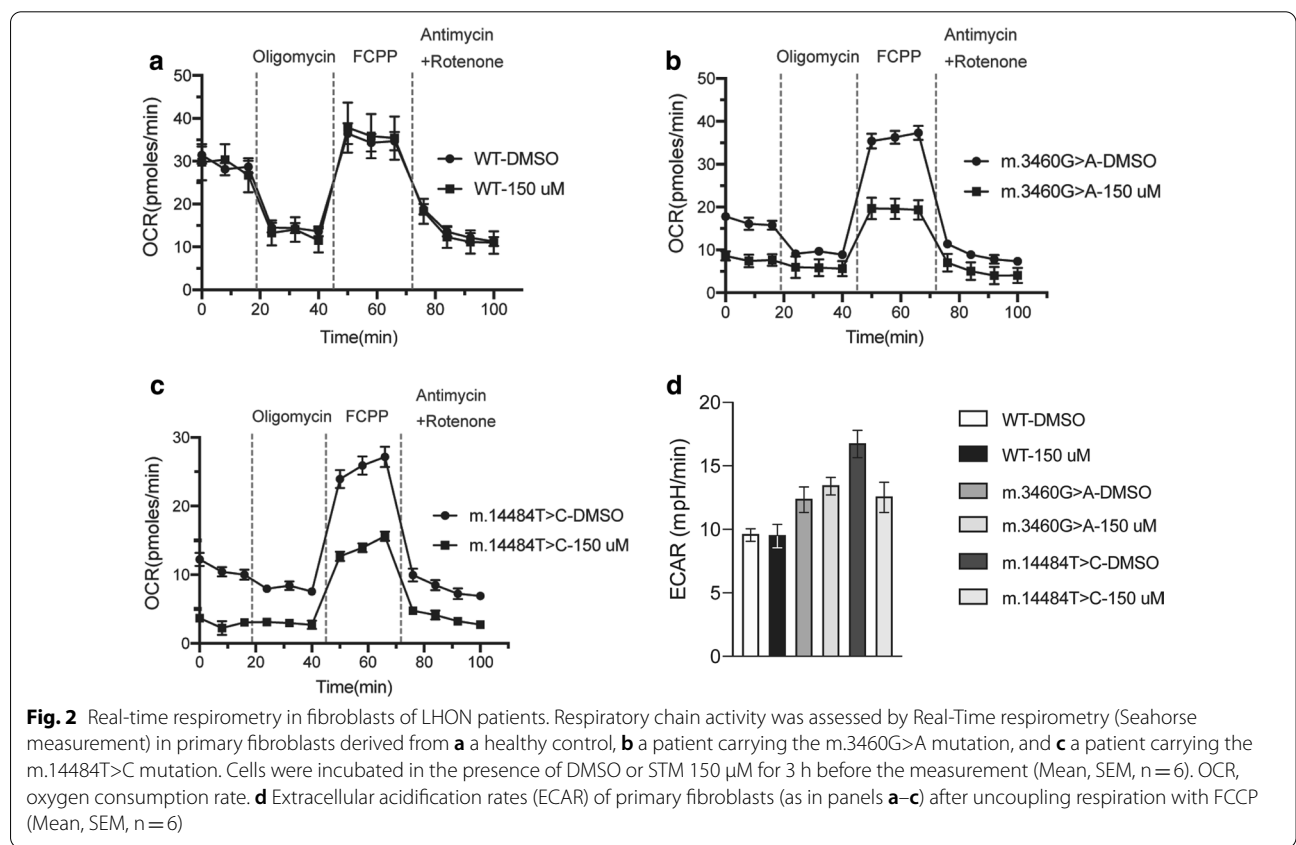 a
Oligomycin
FCPP
Antimycin
+Rotenone
OCR(pmoles/min)
50
40
30
20
10
0
WT-DMSO
WT-150 uM
0 20 40 60 80 100
Time(min)
b
Oligomycin
FCPP
Antimycin
+Rotenone
OCR(pmoles/min)
50
40
30
20
10
0
m.3460G>A-DMSO
m.3460G>A-150 uM
0 20 40 60 80 100
Time(min)
c
Oligomycin
FCPP
Antimycin
+Rotenone
OCR(pmoles/min)
30
20
10
0
m.14484T>C-DMSO
m.14484T>C-150 uM
0 20 40 60 80 100
Time(min)
d
ECAR (mpH/min)
20
15
10
5
0
WT-DMSO
WT-150 uM
m.3460G>A-DMSO
m.3460G>A-150 uM
m.14484T>C-DMSO
m.14484T>C-150 uM
Fig. 2 Real-time respirometry in fibroblasts of LHON patients. Respiratory chain activity was assessed by Real-Time respirometry (Seahorse
measurement) in primary fibroblasts derived from a a healthy control, b a patient carrying the m.3460G>A mutation, and c a patient carrying the
m.14484T>C mutation. Cells were incubated in the presence of DMSO or STM 150 μM for 3 h before the measurement (Mean, SEM, n = 6). OCR,
oxygen consumption rate. d Extracellular acidification rates (ECAR) of primary fibroblasts (as in panels a–c) after uncoupling respiration with FCCP
(Mean, SEM, n = 6)